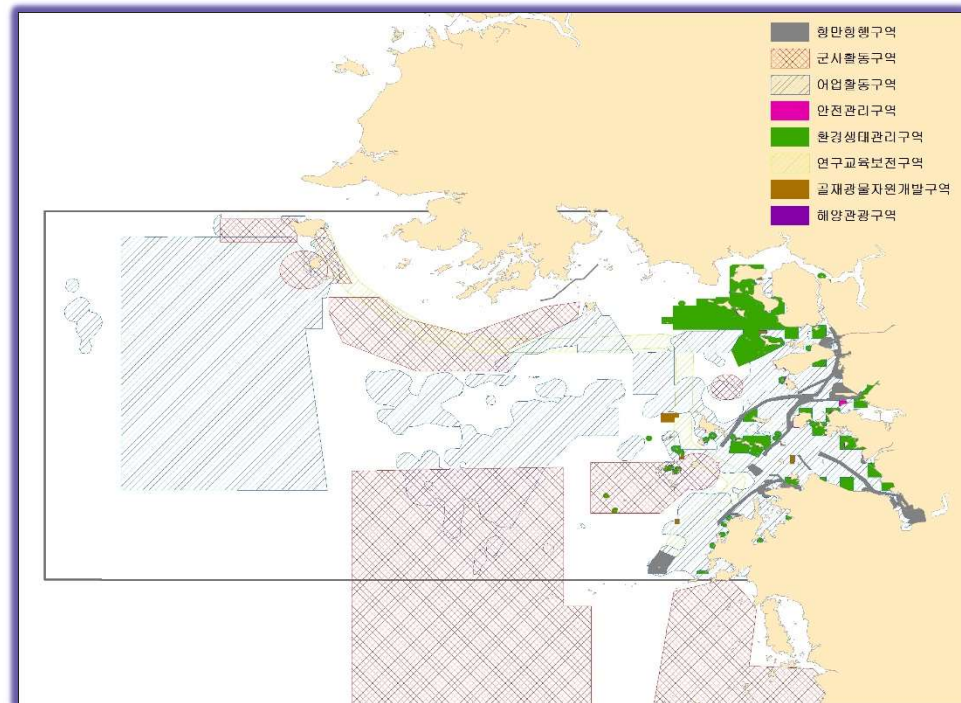 항만항행구역
군사활동구역
어업활동구역
안전관리구역
환경생태관리구역
연구교육보전구역
골재광물자원개발구역
해양관광구역